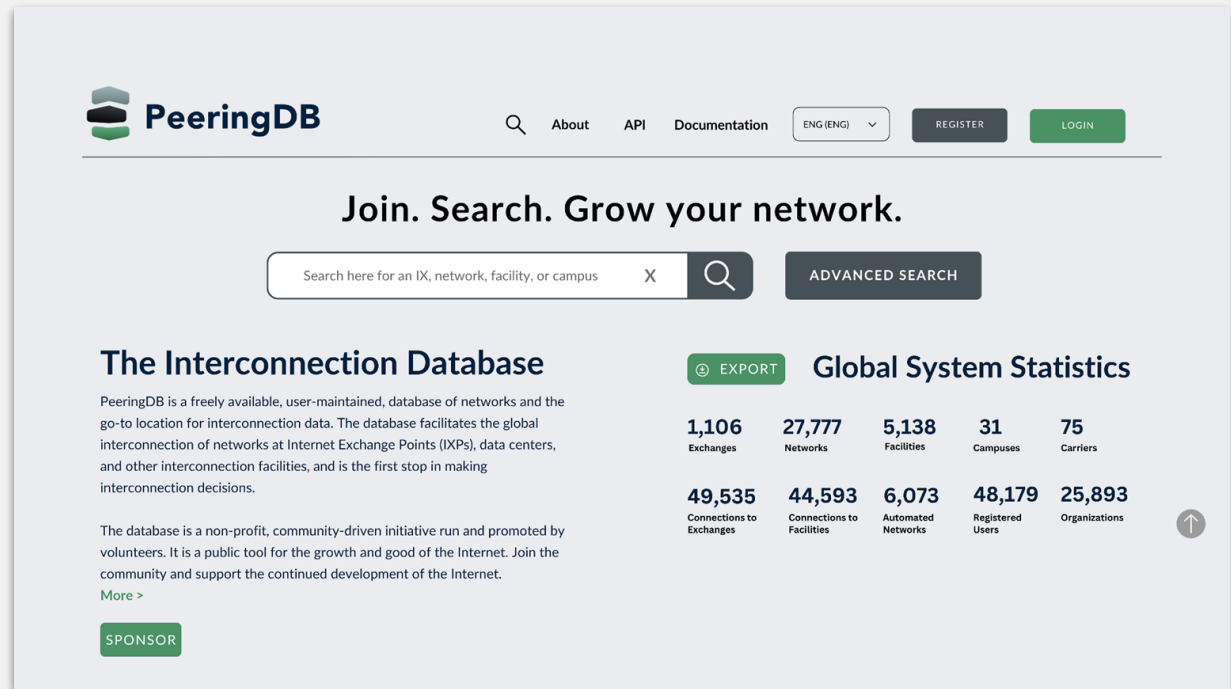 PeeringDB
About API Documentation ENG (ENG) REGISTER LOGIN
Join. Search. Grow your network.
Search here for an IX, network, facility, or campus X ADVANCED SEARCH
The Interconnection Database
PeeringDB is a freely available, user-maintained, database of networks and the
go-to location for interconnection data. The database facilitates the global
interconnection of networks at Internet Exchange Points (IXPs), data centers,
and other interconnection facilities, and is the first stop in making
interconnection decisions.
The database is a non-profit, community-driven initiative run and promoted by
volunteers. It is a public tool for the growth and good of the Internet. Join the
community and support the continued development of the Internet.
More >
SPONSOR
EXPORT Global System Statistics
1,106 27,777 5,138 31 75
Exchanges Networks Facilities Campuses Carriers
49,535 44,593 6,073 48,179 25,893
Connections to Connections to Automated Registered Organizations
Exchanges Facilities Networks Users